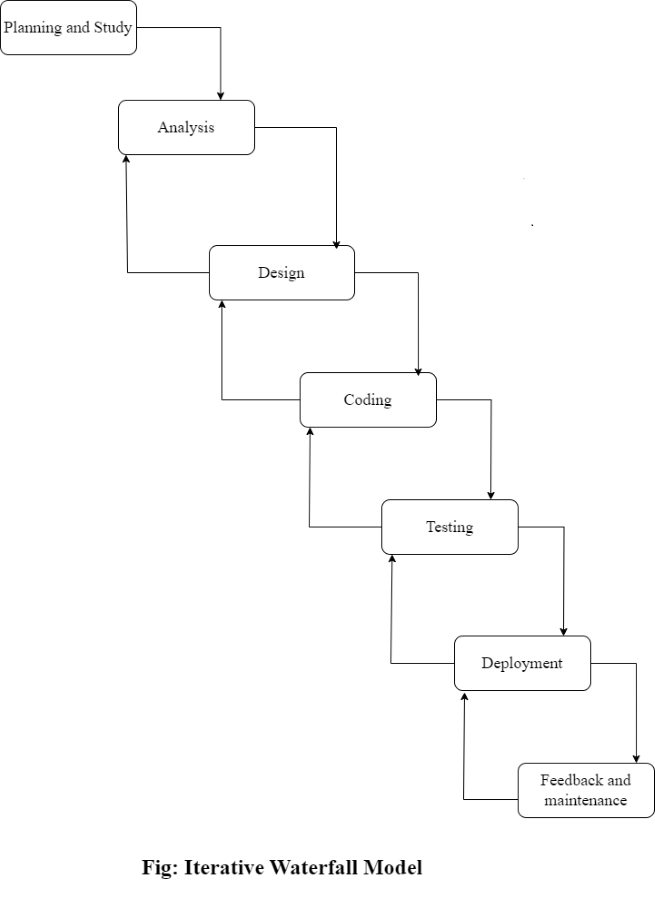 Planning and Study
Analysis
Design
Coding
Testing
Deployment
Feedback and
maintenance
Fig: Iterative Waterfall Model